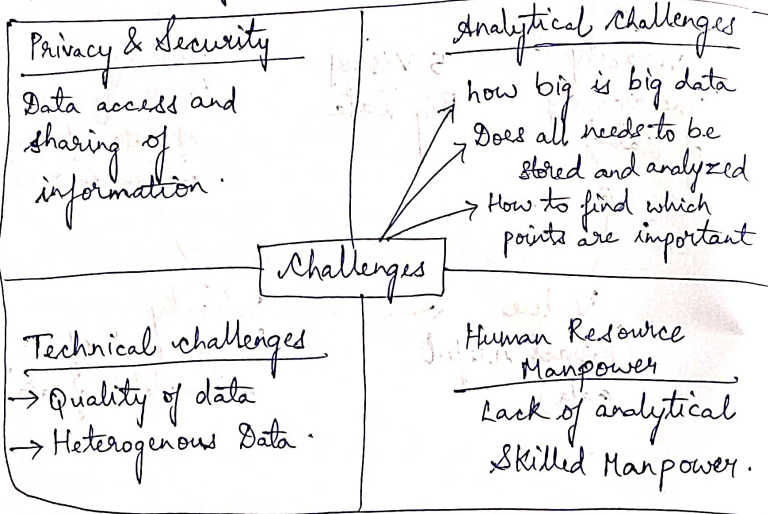 Privacy & Security
Data access and
sharing of
information.
Analytical Challenges
how big is big data
Does all needs to be
stored and analyzed
How to find which
points are important
Challenges
Technical challenges
→ Quality of data
→ Heterogenous Data.
Human Resource
Manpower
Lack of analytical
Skilled Manpower.